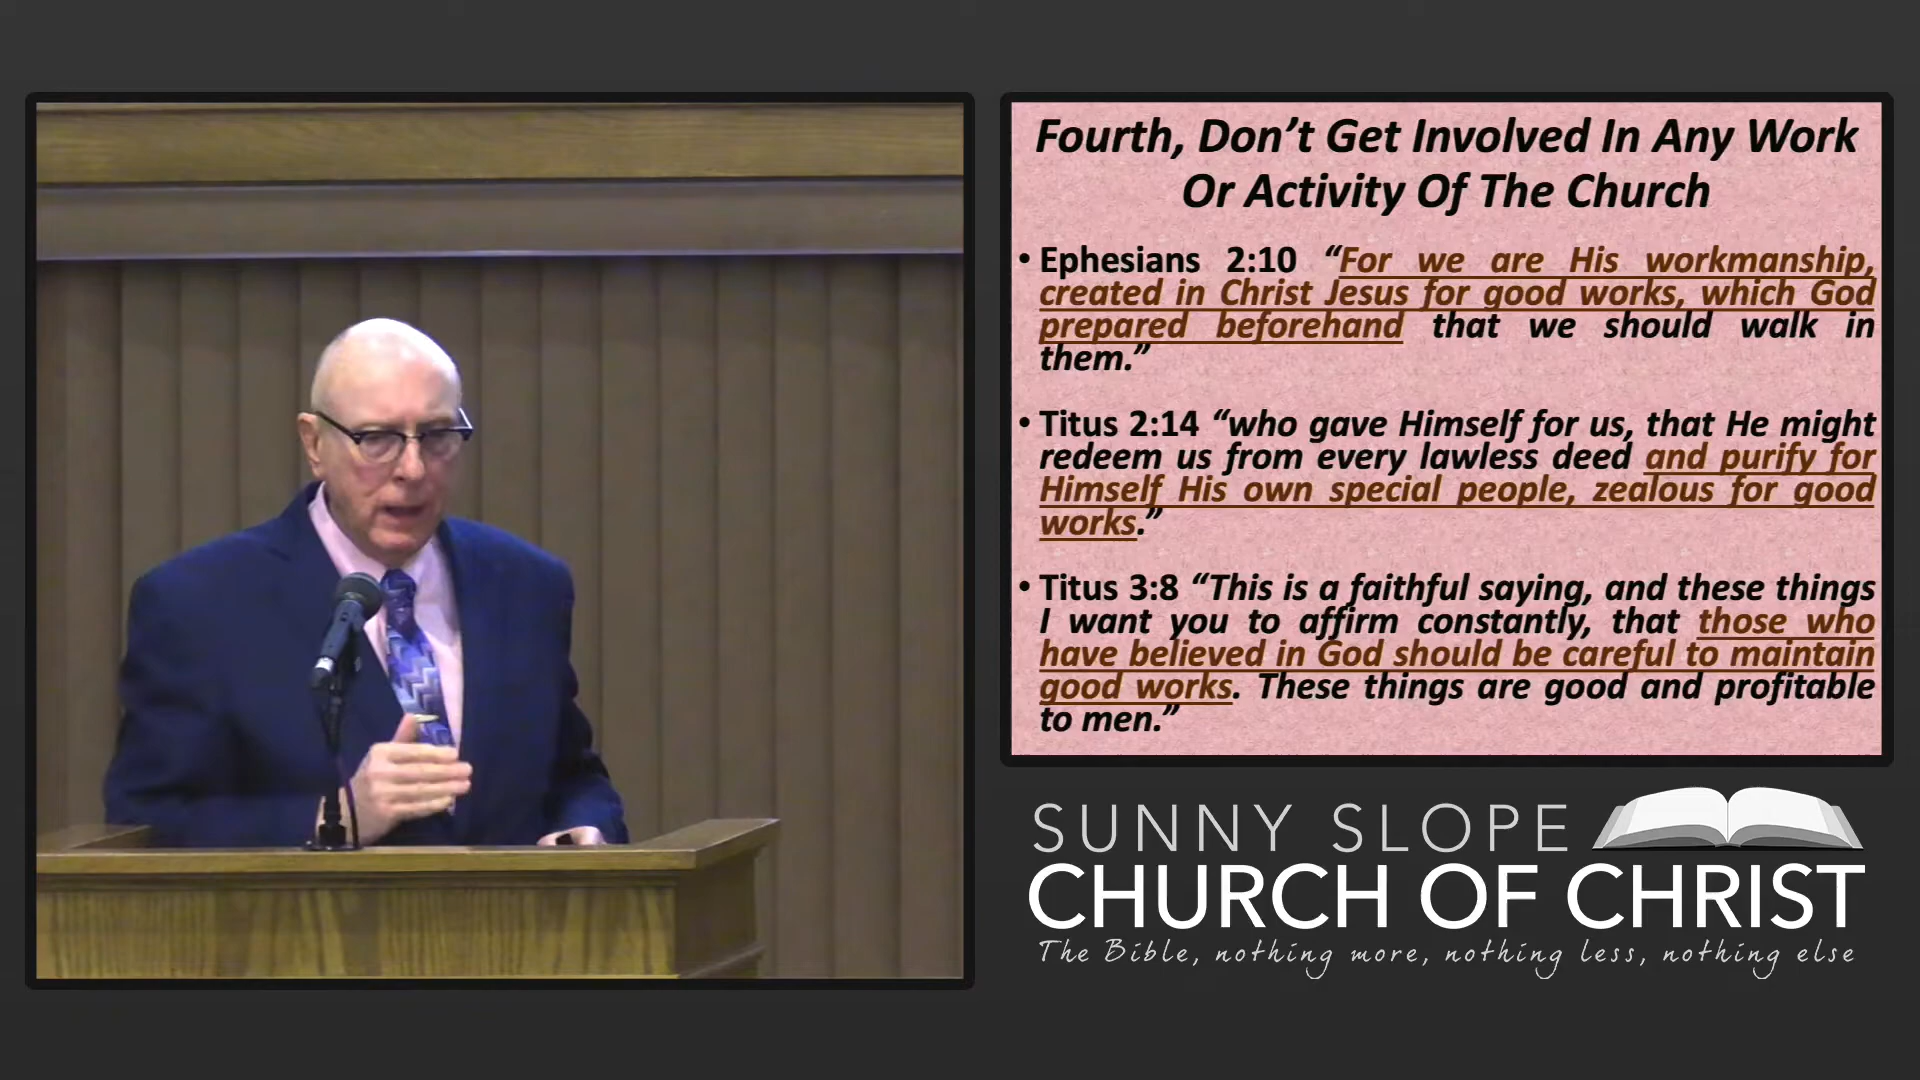 Fourth, Don’t Get Involved In Any Work
Or Activity Of The Church
• Ephesians 2:10 “For we are His workmanship,
created in Christ Jesus for good works, which God
prepared beforehand that we should walk in
them.”
• Titus 2:14 “who gave Himself for us, that He might
redeem us from every lawless deed and purify for
Himself His own special people, zealous for good
works.”
• Titus 3:8 “This is a faithful saying, and these things
I want you to affirm constantly, that those who
have believed in God should be careful to maintain
good works. These things are good and profitable
to men.”
SUNNY SLOPE
CHURCH OF CHRIST
The Bible, nothing more, nothing less, nothing else